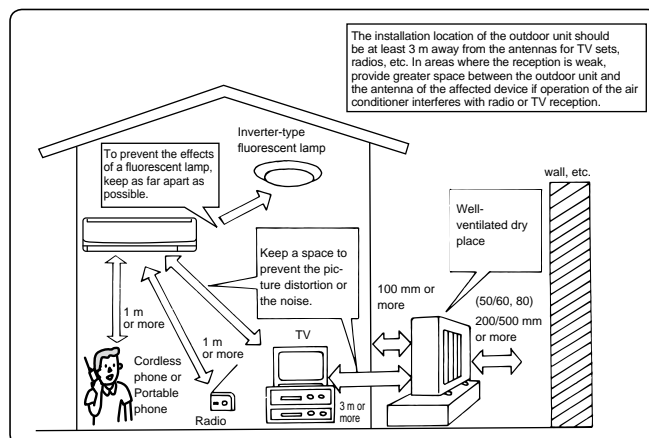 The installation location of the outdoor unit should
be at least 3 m away from the antennas for TV sets,
radios, etc. In areas where the reception is weak,
provide greater space between the outdoor unit and
the antenna of the affected device if operation of the air
conditioner interferes with radio or TV reception.
Inverter-type
fluorescent lamp
To prevent the effects
of a fluorescent lamp,
keep as far apart as
possible.
wall, etc.
Well-
ventilated dry
place
Keep a space to
prevent the pic-
ture distortion or
the noise.
100 mm or
more
(50/60, 80)
200/500 mm
or more
1 m
or more
1 m
or more
TV
Cordless
phone or
Portable
phone
Radio
3 m or
more